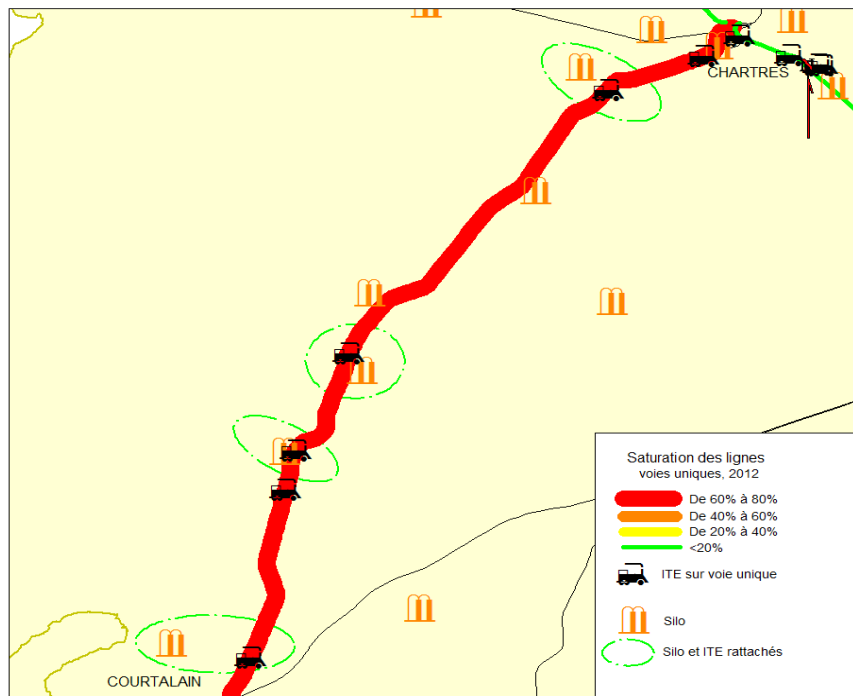 CHARTRES
COURTALAIN
Saturation des lignes
voies uniques, 2012
De 60% à 80%
De 40% à 60%
De 20% à 40%
<20%
ITE sur voie unique
Silo
Silo et ITE rattachés